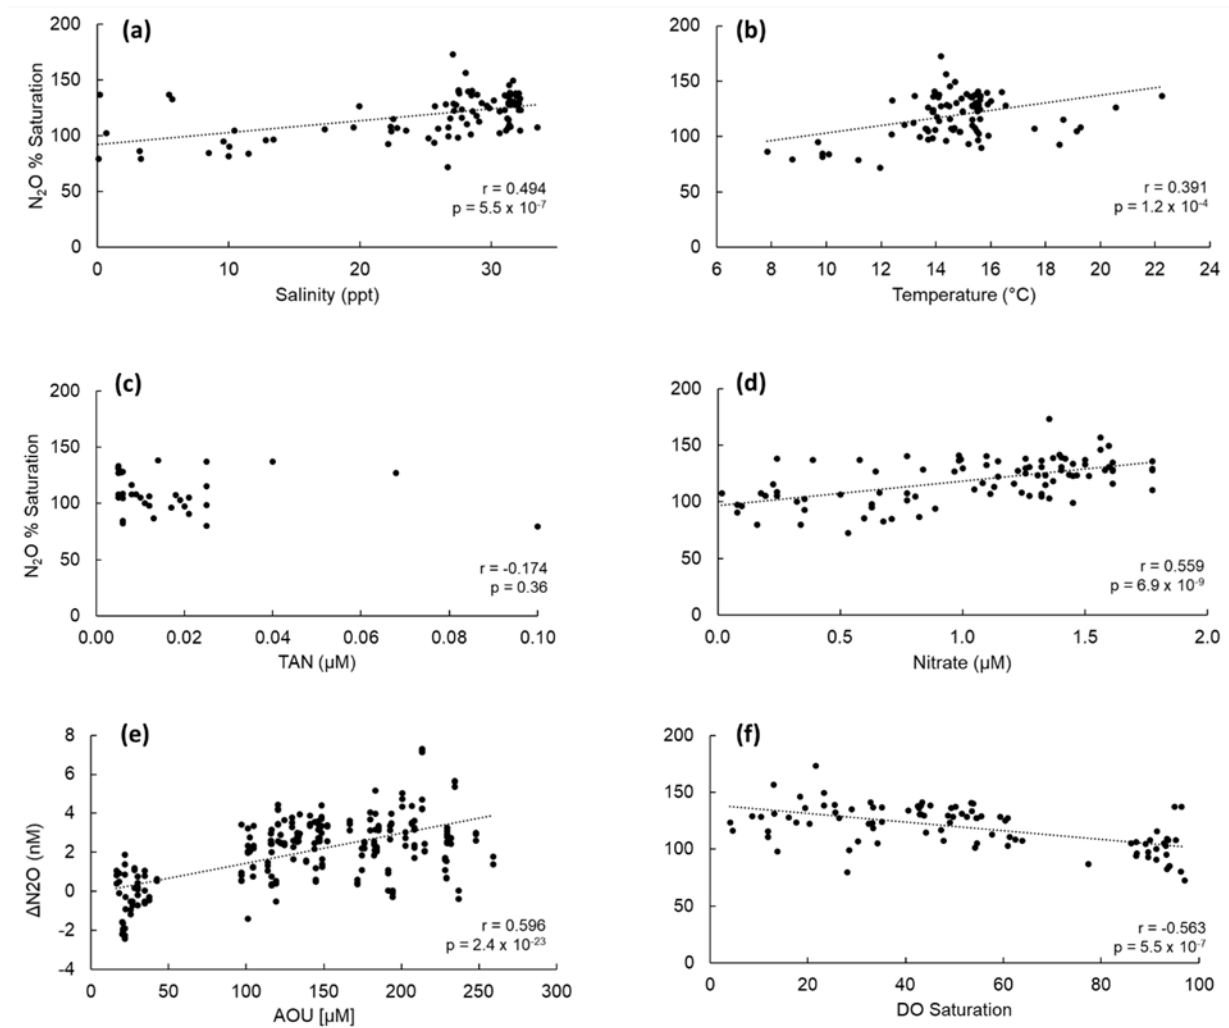 (a)
200
150
100
50
0
N₂O % Saturation
r = 0.494
p = 5.5 x 10⁻⁷
0 10 20 30
Salinity (ppt)
(b)
200
150
100
50
0
r = 0.391
p = 1.2 x 10⁻⁴
6 8 10 12 14 16 18 20 22 24
Temperature (°C)
(c)
200
150
100
50
0
N₂O % Saturation
r = -0.174
p = 0.36
0.00 0.02 0.04 0.06 0.08 0.10
TAN (µM)
(d)
200
150
100
50
0
r = 0.559
p = 6.9 x 10⁻⁹
0.0 0.5 1.0 1.5 2.0
Nitrate (µM)
(e)
8
6
4
2
0
-2
-4
ΔN2O (nM)
r = 0.596
p = 2.4 x 10⁻²³
0 50 100 150 200 250 300
AOU [µM]
(f)
200
150
100
50
0
r = -0.563
p = 5.5 x 10⁻⁷
0 20 40 60 80 100
DO Saturation